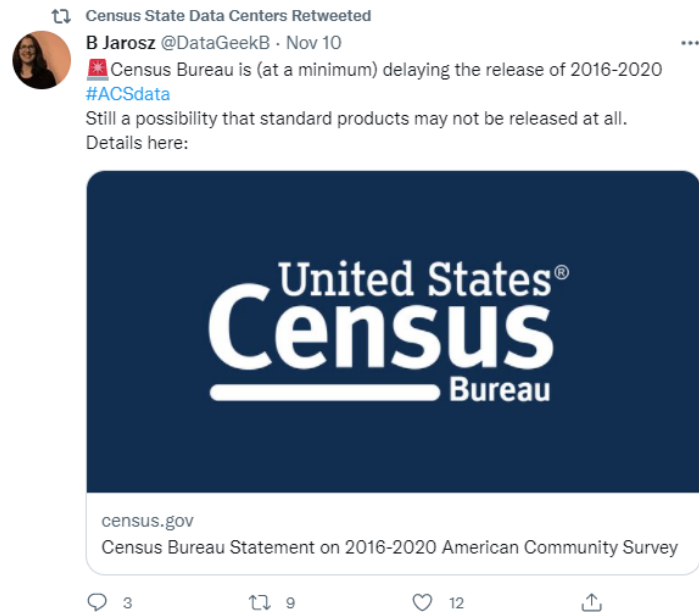 Census State Data Centers Retweeted
B Jarosz @DataGeekB · Nov 10
🚨Census Bureau is (at a minimum) delaying the release of 2016-2020
#ACSdata
Still a possibility that standard products may not be released at all.
Details here:
United States®
Census
Bureau
census.gov
Census Bureau Statement on 2016-2020 American Community Survey
3 9 12